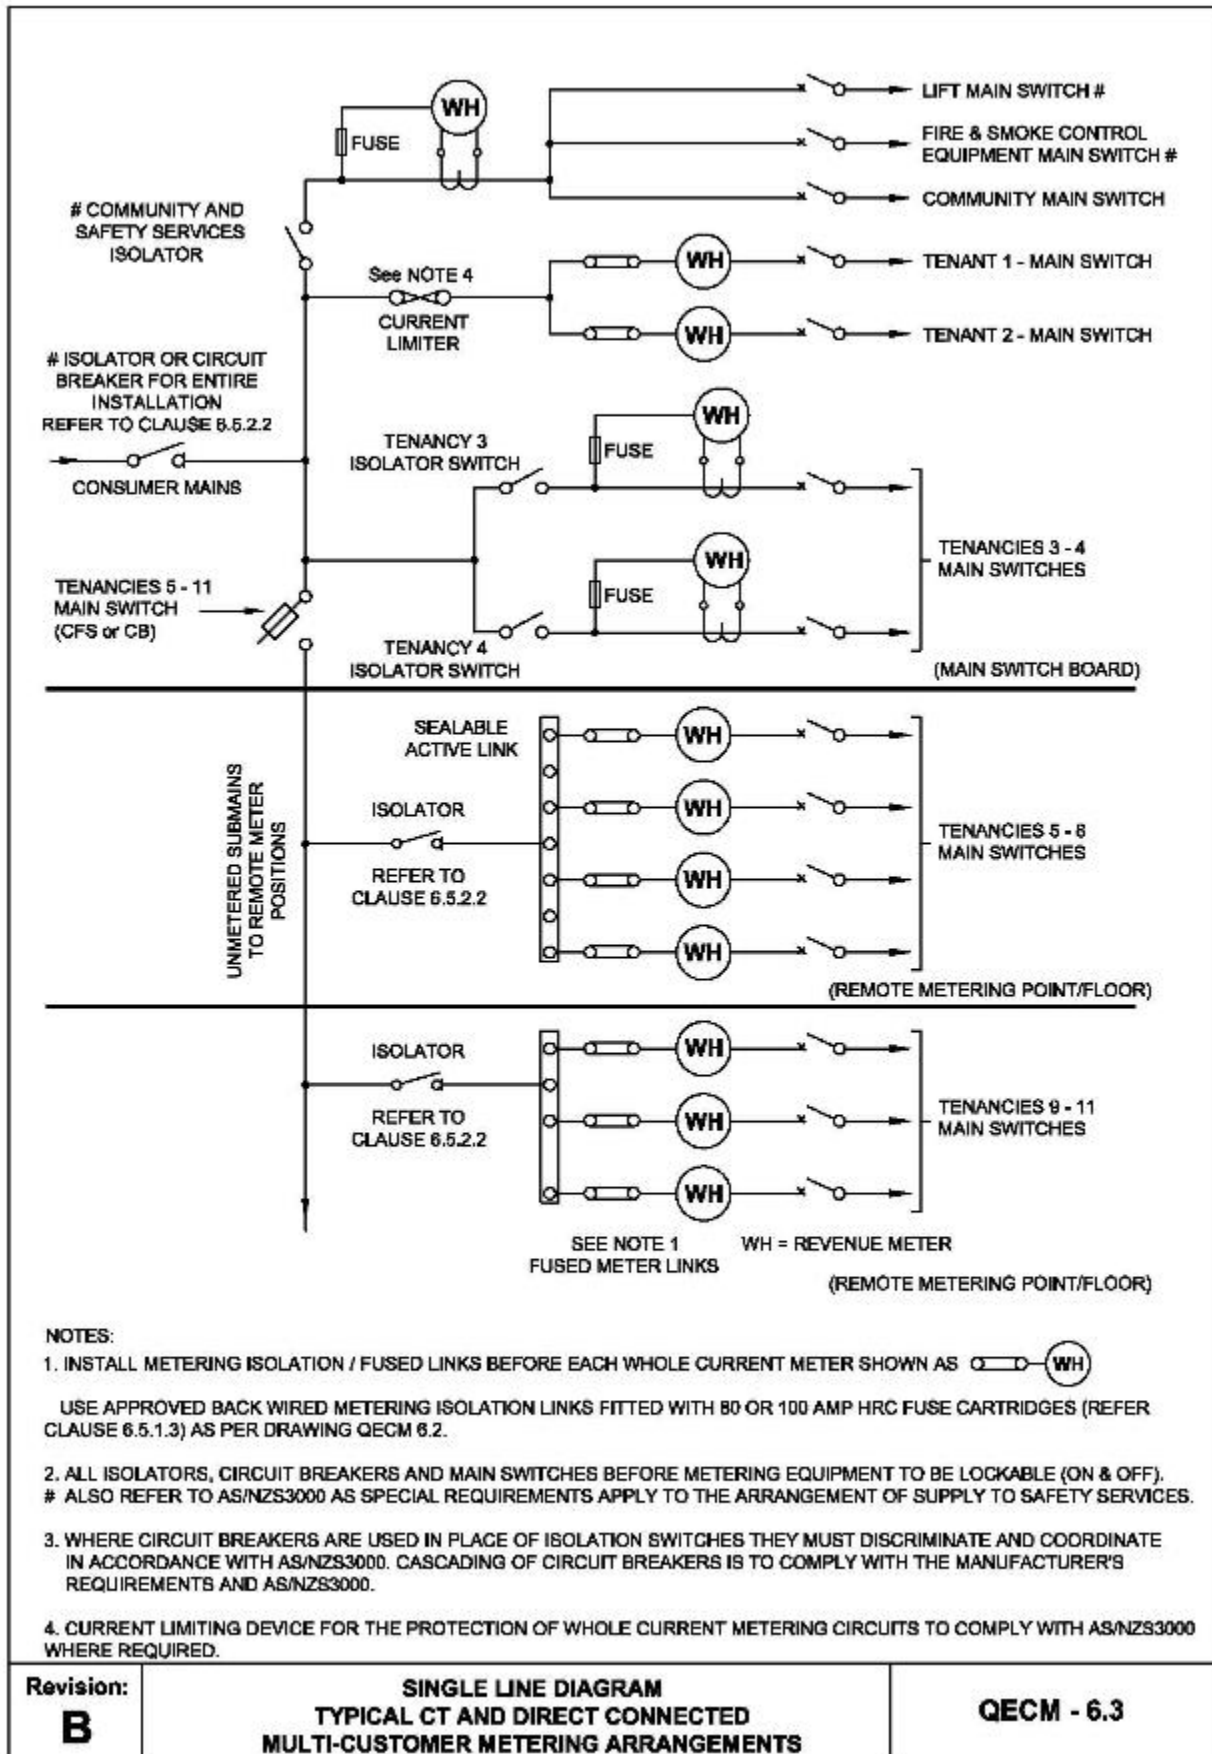 WH
FUSE
LIFT MAIN SWITCH #
FIRE & SMOKE CONTROL
EQUIPMENT MAIN SWITCH #
COMMUNITY MAIN SWITCH
# COMMUNITY AND
SAFETY SERVICES
ISOLATOR
See NOTE 4
CURRENT
LIMITER
WH
TENANT 1 - MAIN SWITCH
WH
TENANT 2 - MAIN SWITCH
# ISOLATOR OR CIRCUIT
BREAKER FOR ENTIRE
INSTALLATION
REFER TO CLAUSE 6.5.2.2
CONSUMER MAINS
TENANCY 3
ISOLATOR SWITCH
FUSE
WH
TENANCIES 3 - 4
MAIN SWITCHES
WH
FUSE
TENANCY 4
ISOLATOR SWITCH
TENANCIES 5 - 11
MAIN SWITCH
(CFS or CB)
(MAIN SWITCH BOARD)
SEALABLE
ACTIVE LINK
WH
WH
WH
WH
ISOLATOR
REFER TO
CLAUSE 6.5.2.2
UNMETERED SUBMAINS
TO REMOTE METER
POSITIONS
TENANCIES 5 - 8
MAIN SWITCHES
(REMOTE METERING POINT/FLOOR)
ISOLATOR
REFER TO
CLAUSE 6.5.2.2
WH
WH
WH
TENANCIES 9 - 11
MAIN SWITCHES
SEE NOTE 1
FUSED METER LINKS
WH = REVENUE METER
(REMOTE METERING POINT/FLOOR)
NOTES:
1. INSTALL METERING ISOLATION / FUSED LINKS BEFORE EACH WHOLE CURRENT METER SHOWN AS WH
USE APPROVED BACK WIRED METERING ISOLATION LINKS FITTED WITH 80 OR 100 AMP HRC FUSE CARTRIDGES (REFER
CLAUSE 6.5.1.3) AS PER DRAWING QECM 6.2.
2. ALL ISOLATORS, CIRCUIT BREAKERS AND MAIN SWITCHES BEFORE METERING EQUIPMENT TO BE LOCKABLE (ON & OFF).
# ALSO REFER TO AS/NZS3000 AS SPECIAL REQUIREMENTS APPLY TO THE ARRANGEMENT OF SUPPLY TO SAFETY SERVICES.
3. WHERE CIRCUIT BREAKERS ARE USED IN PLACE OF ISOLATION SWITCHES THEY MUST DISCRIMINATE AND COORDINATE
IN ACCORDANCE WITH AS/NZS3000. CASCADING OF CIRCUIT BREAKERS IS TO COMPLY WITH THE MANUFACTURER'S
REQUIREMENTS AND AS/NZS3000.
4. CURRENT LIMITING DEVICE FOR THE PROTECTION OF WHOLE CURRENT METERING CIRCUITS TO COMPLY WITH AS/NZS3000
WHERE REQUIRED.
Revision:
B
SINGLE LINE DIAGRAM
TYPICAL CT AND DIRECT CONNECTED
MULTI-CUSTOMER METERING ARRANGEMENTS
QECM - 6.3